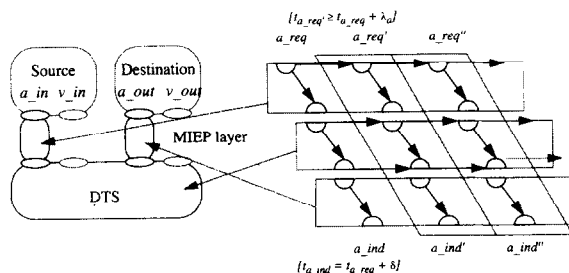 {t_a_req' ≥ t_a_req + λ_a}
a_req a_req' a_req''
Source
a_in v_in
Destination
a_out v_out
MIEP layer
DTS
a_ind a_ind' a_ind''
{t_a_ind = t_a_req + δ}